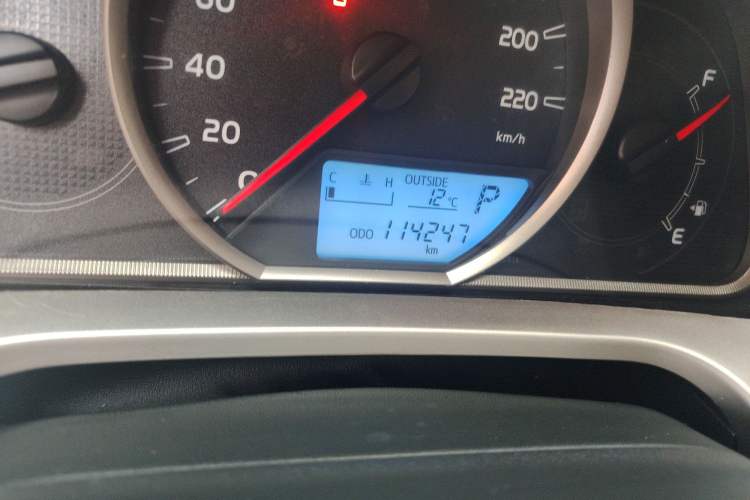 60
40
20
0
200
220
km/h
C H OUTSIDE
12 °C
P
ODO 114247
km
F
E